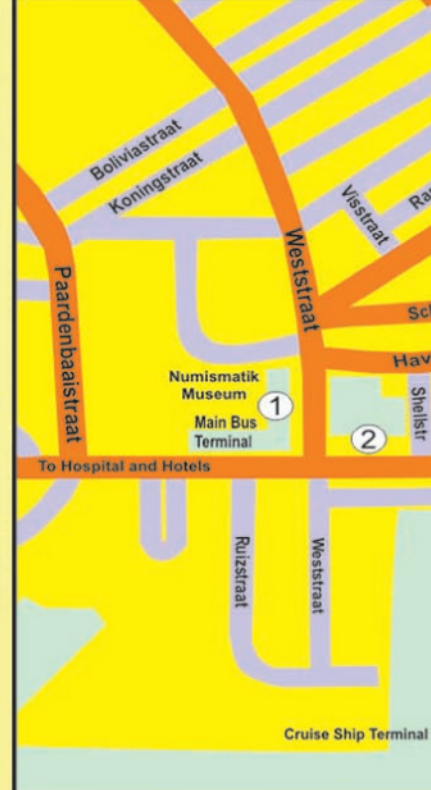 Boliviastraat
Koningstraat
Visstraat
Weststraat
Paardenbaaistraat
Numismatik
Museum
1
Main Bus
Terminal
2
Shellstr
To Hospital and Hotels
Ruizstraat
Weststraat
Cruise Ship Terminal